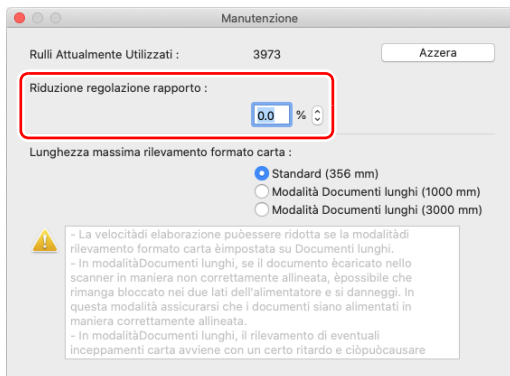 Manutenzione
Rulli Attualmente Utilizzati : 3973 Azzera
Riduzione regolazione rapporto :
0.0 %
Lunghezza massima rilevamento formato carta :
Standard (356 mm)
Modalità Documenti lunghi (1000 mm)
Modalità Documenti lunghi (3000 mm)
- La velocitàdi elaborazione puòessere ridotta se la modalitàdi
rilevamento formato carta èimpostata su Documenti lunghi.
- In modalitàDocumenti lunghi, se il documento ècaricato nello
scanner in maniera non correttamente allineata, èpossibile che
rimanga bloccato nei due lati dell'alimentatore e si danneggi. In
questa modalità assicurarsi che i documenti siano alimentati in
maniera correttamente allineata.
- In modalitàDocumenti lunghi, il rilevamento di eventuali
inceppamenti carta avviene con un certo ritardo e ciòpuòcausare